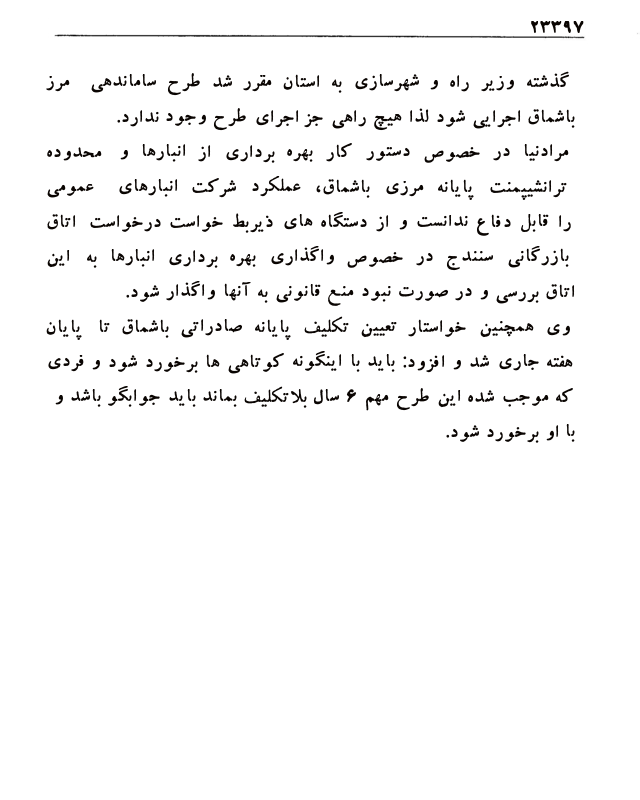 ۲۳۳۹۷
گذشته وزیر راه و شهرسازی به استان مقرر شد طرح ساماندهی مرز
باشماق اجرایی شود لذا هیچ راهی جز اجرای طرح وجود ندارد.
مرادنیا در خصوص دستور کار بهره برداری از انبارها و محدوده
ترانشیپمنت پایانه مرزی باشماق، عملکرد شرکت انبارهای عمومی
را قابل دفاع ندانست و از دستگاه های ذیربط خواست درخواست اتاق
بازرگانی سنندج در خصوص واگذاری بهره برداری انبارها به این
اتاق بررسی و در صورت نبود منع قانونی به آنها واگذار شود.
وی همچنین خواستار تعیین تکلیف پایانه صادراتی باشماق تا پایان
هفته جاری شد و افزود: باید با اینگونه کوتاهی ها برخورد شود و فردی
که موجب شده این طرح مهم ۶ سال بلاتکلیف بماند باید جوابگو باشد و
با او برخورد شود.